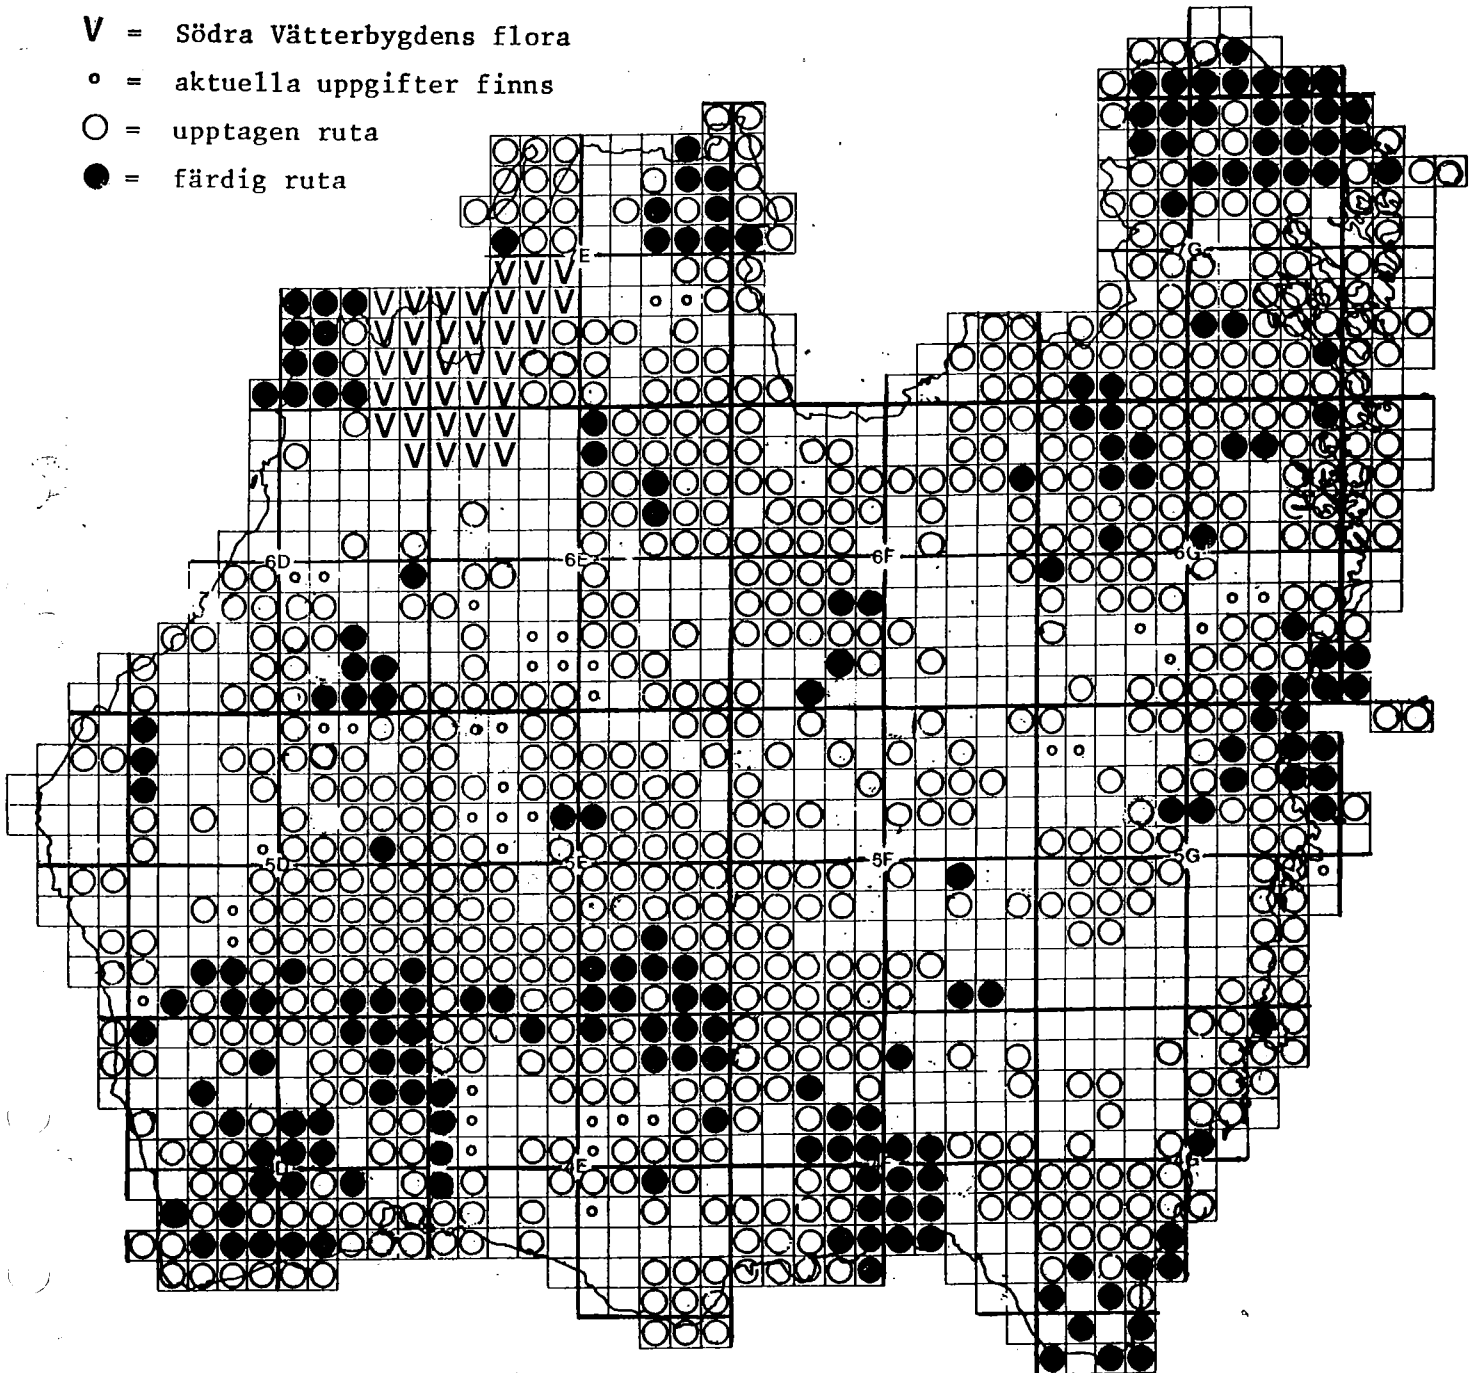 V = Södra Vätterbygdens flora
o = aktuella uppgifter finns
○ = upptagen ruta
● = färdig ruta
7E
7G
V V V
V V V V V V V
V V V V V V
V V V V V
V V V V V
V V V V V
V V V V
6D
6E
6F
6G
5D
5E
5F
5G
4E
4G